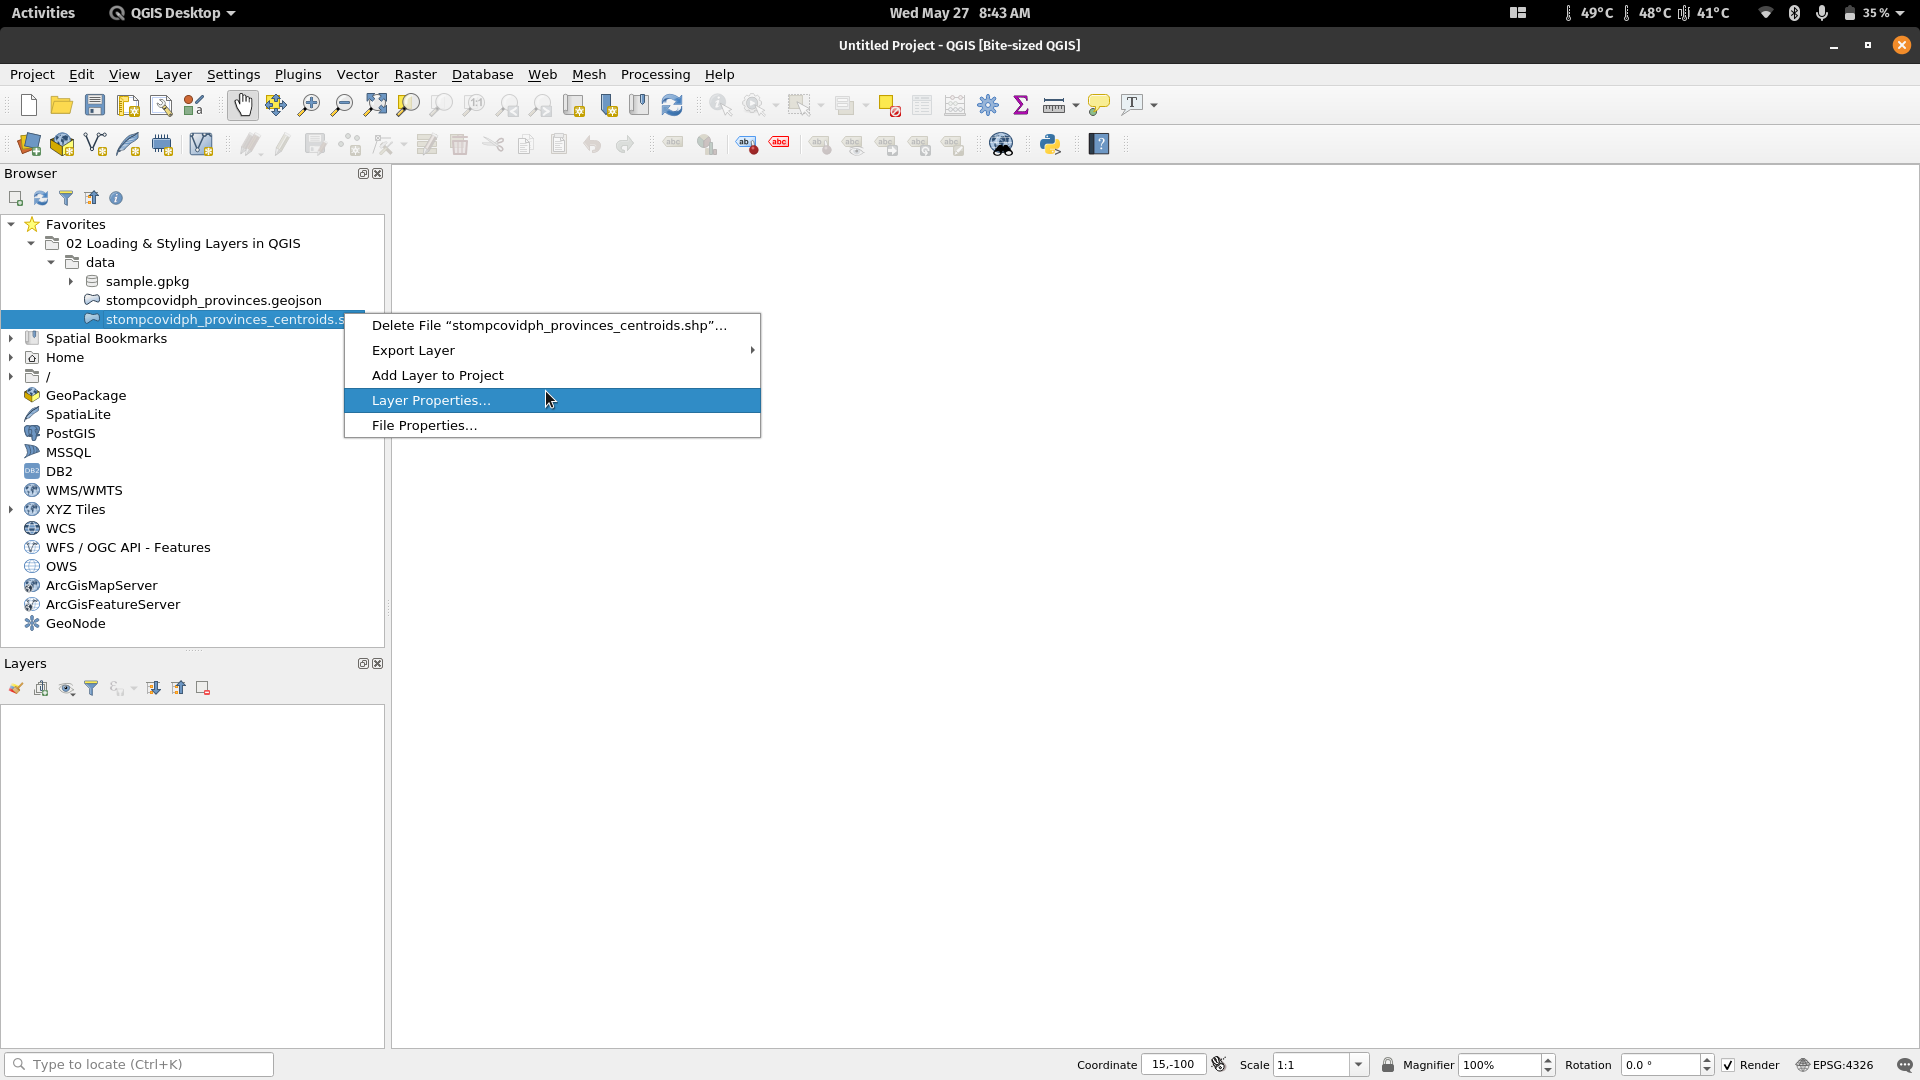 Activities QGIS Desktop Wed May 27 8:43 AM 49°C 48°C 41°C 35 %
Untitled Project - QGIS [Bite-sized QGIS]
Project Edit View Layer Settings Plugins Vector Raster Database Web Mesh Processing Help
Browser
Favorites
02 Loading & Styling Layers in QGIS
data
sample.gpkg
stompcovidph_provinces.geojson
stompcovidph_provinces_centroids.s
Delete File “stompcovidph_provinces_centroids.shp”…
Export Layer
Add Layer to Project
Layer Properties…
File Properties…
Spatial Bookmarks
Home
/
GeoPackage
SpatiaLite
PostGIS
MSSQL
DB2
WMS/WMTS
XYZ Tiles
WCS
WFS / OGC API - Features
OWS
ArcGisMapServer
ArcGisFeatureServer
GeoNode
Layers
Type to locate (Ctrl+K) Coordinate 15,-100 Scale 1:1 Magnifier 100% Rotation 0.0 ° Render EPSG:4326